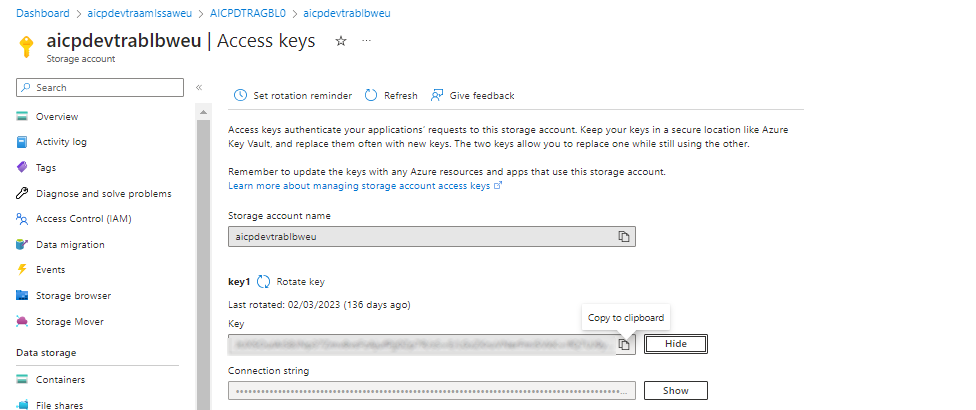 Dashboard > aicpdevtraamlssaweu > AICPDTRAGBL0 > aicpdevtrablbweu
aicpdevtrablbweu | Access keys
Storage account
Search
Set rotation reminder Refresh Give feedback
Overview
Activity log
Tags
Diagnose and solve problems
Access Control (IAM)
Data migration
Events
Storage browser
Storage Mover
Data storage
Containers
File shares
Access keys authenticate your applications' requests to this storage account. Keep your keys in a secure location like Azure
Key Vault, and replace them often with new keys. The two keys allow you to replace one while still using the other.
Remember to update the keys with any Azure resources and apps that use this storage account.
Learn more about managing storage account access keys
Storage account name
aicpdevtrablbweu
key1 Rotate key
Last rotated: 02/03/2023 (136 days ago)
Copy to clipboard
Key
Hide
Connection string
Show